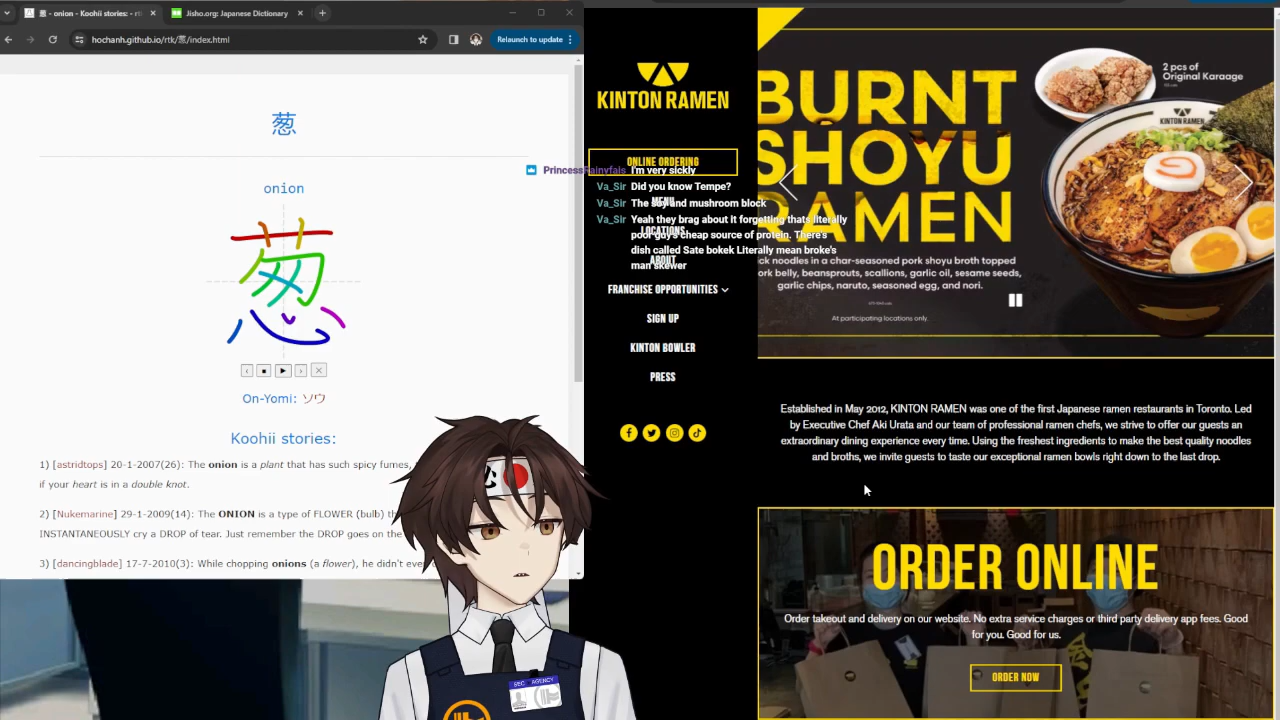 葱 - onion - Koohii stories: - rt
Jisho.org: Japanese Dictionary
hochanh.github.io/rtk/葱/index.html
Relaunch to update
葱
onion
葱
On-Yomi: ソウ
Koohii stories:
1) [astridtops] 20-1-2007(26): The onion is a plant that has such spicy fumes,
if your heart is in a double knot.
2) [Nukemarine] 29-1-2009(14): The ONION is a type of FLOWER (bulb)
INSTANTANEOUSLY cry a DROP of tear. Just remember the DROP goes on the
3) [dancingblade] 17-7-2010(3): While chopping onions (a flower), he didn't
SEC AGENCY
KINTON RAMEN
ONLINE ORDERING
I'm very sickly
Va_Sir Did you know Tempe?
Va_Sir The soy and mushroom block
MENU
Va_Sir Yeah they brag about it forgetting thats literally
poor guy's cheap source of protein. There's
LOCATIONS
dish called Sate bokek Literally mean broke's
ABOUT
man skewer
FRANCHISE OPPORTUNITIES
SIGN UP
KINTON BOWLER
PRESS
BURNT
SHOYU
RAMEN
2 pcs of
Original Karaage
KINTON RAMEN
ck noodles in a char-seasoned pork shoyu broth topped
ork belly, beansprouts, scallions, garlic oil, sesame seeds,
garlic chips, naruto, seasoned egg, and nori.
At participating locations only.
Established in May 2012, KINTON RAMEN was one of the first Japanese ramen restaurants in Toronto. Led
by Executive Chef Aki Urata and our team of professional ramen chefs, we strive to offer our guests an
extraordinary dining experience every time. Using the freshest ingredients to make the best quality noodles
and broths, we invite guests to taste our exceptional ramen bowls right down to the last drop.
ORDER ONLINE
Order takeout and delivery on our website. No extra service charges or third party delivery app fees. Good
for you. Good for us.
ORDER NOW